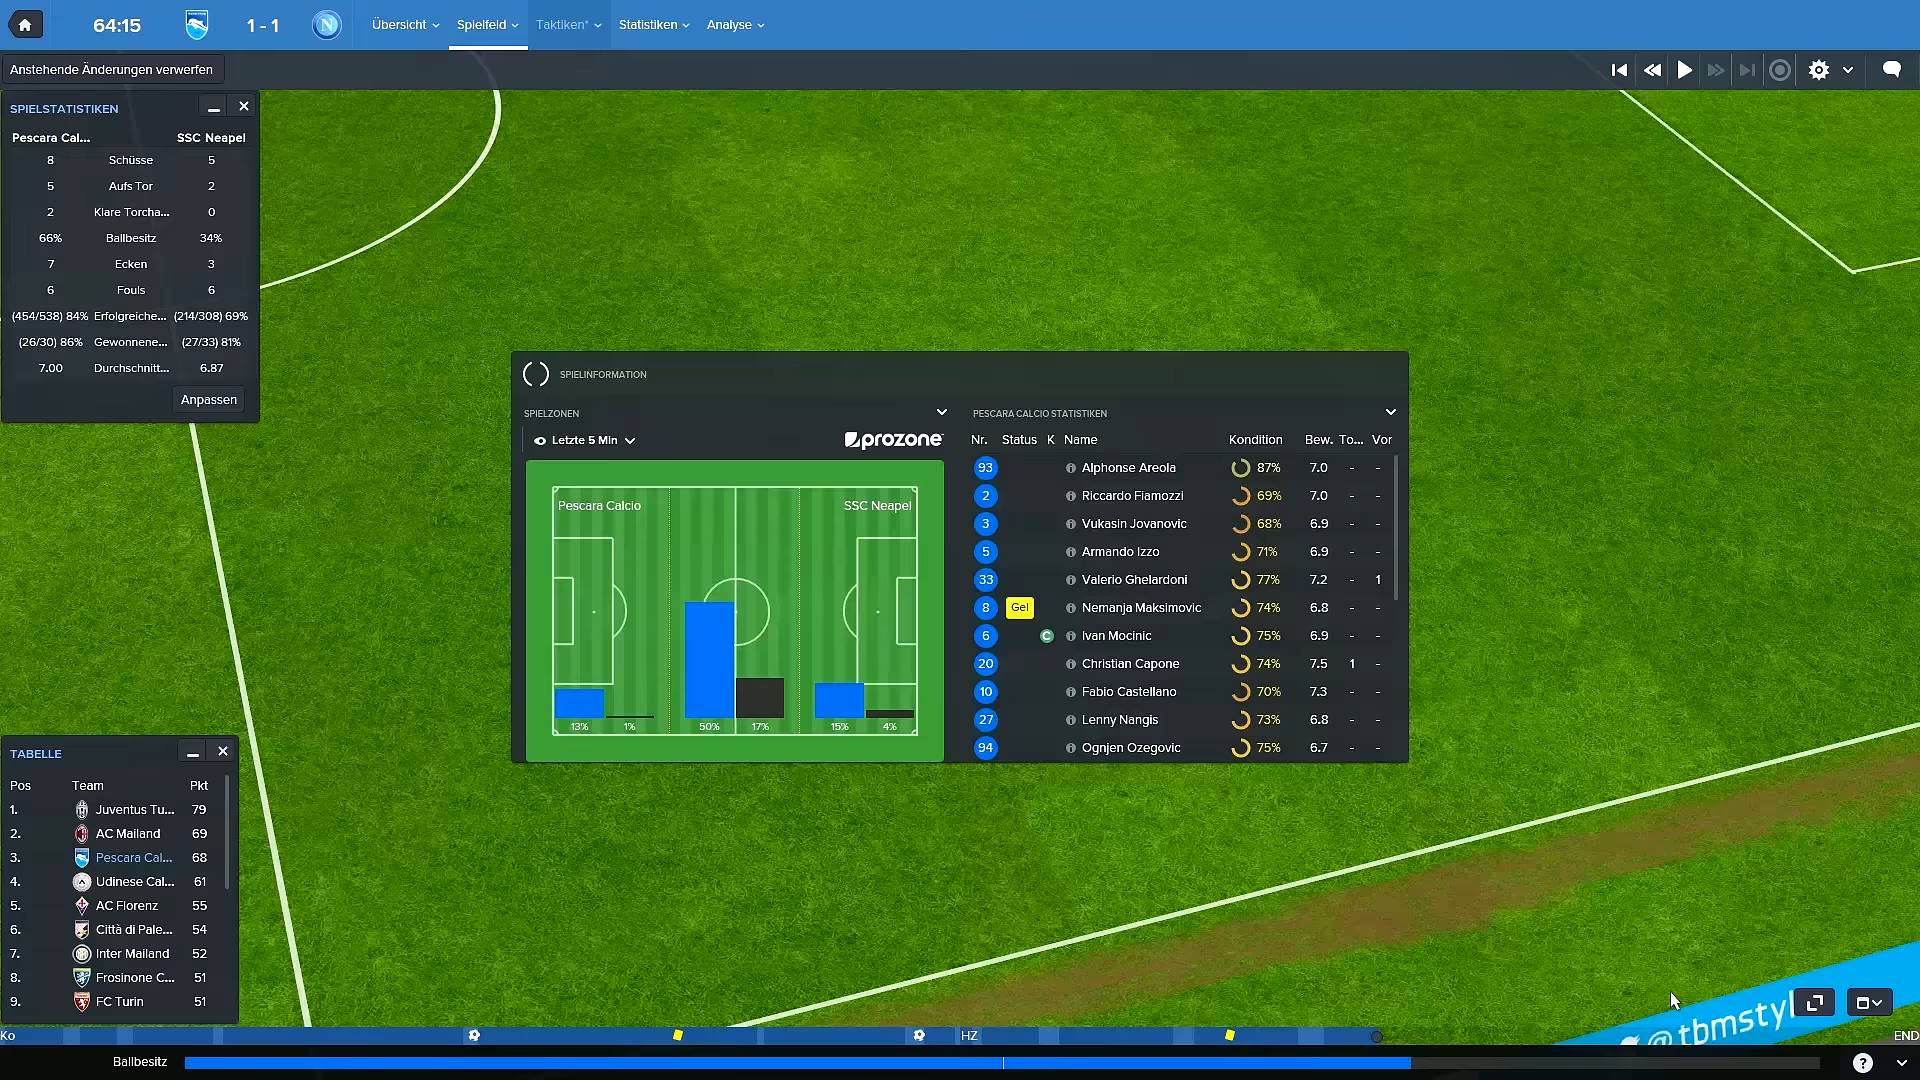 64:15 1 - 1 N Übersicht Spielfeld Taktiken* Statistiken Analyse
Anstehende Änderungen verwerfen
SPIELSTATISTIKEN
Pescara Cal... SSC Neapel
8 Schüsse 5
5 Aufs Tor 2
2 Klare Torcha... 0
66% Ballbesitz 34%
7 Ecken 3
6 Fouls 6
(454/538) 84% Erfolgreiche... (214/308) 69%
(26/30) 86% Gewonnene... (27/33) 81%
7.00 Durchschnitt... 6.87
Anpassen
SPIELINFORMATION
SPIELZONEN
Letzte 5 Min prozone
Pescara Calcio SSC Neapel
13% 1% 50% 17% 15% 4%
PESCARA CALCIO STATISTIKEN
Nr. Status K Name Kondition Bew. To... Vor
93 Alphonse Areola 87% 7.0 - -
2 Riccardo Fiamozzi 69% 7.0 - -
3 Vukasin Jovanovic 68% 6.9 - -
5 Armando Izzo 71% 6.9 - -
33 Valerio Ghelardoni 77% 7.2 - 1
8 Gel Nemanja Maksimovic 74% 6.8 - -
6 C Ivan Mocinic 75% 6.9 - -
20 Christian Capone 74% 7.5 1 -
10 Fabio Castellano 70% 7.3 - -
27 Lenny Nangis 73% 6.8 - -
94 Ognjen Ozegovic 75% 6.7 - -
TABELLE
Pos Team Pkt
1. Juventus Tu... 79
2. AC Mailand 69
3. Pescara Cal... 68
4. Udinese Cal... 61
5. AC Florenz 55
6. Città di Pale... 54
7. Inter Mailand 52
8. Frosinone C... 51
9. FC Turin 51
@tbmstyl
Ko HZ END
Ballbesitz ?